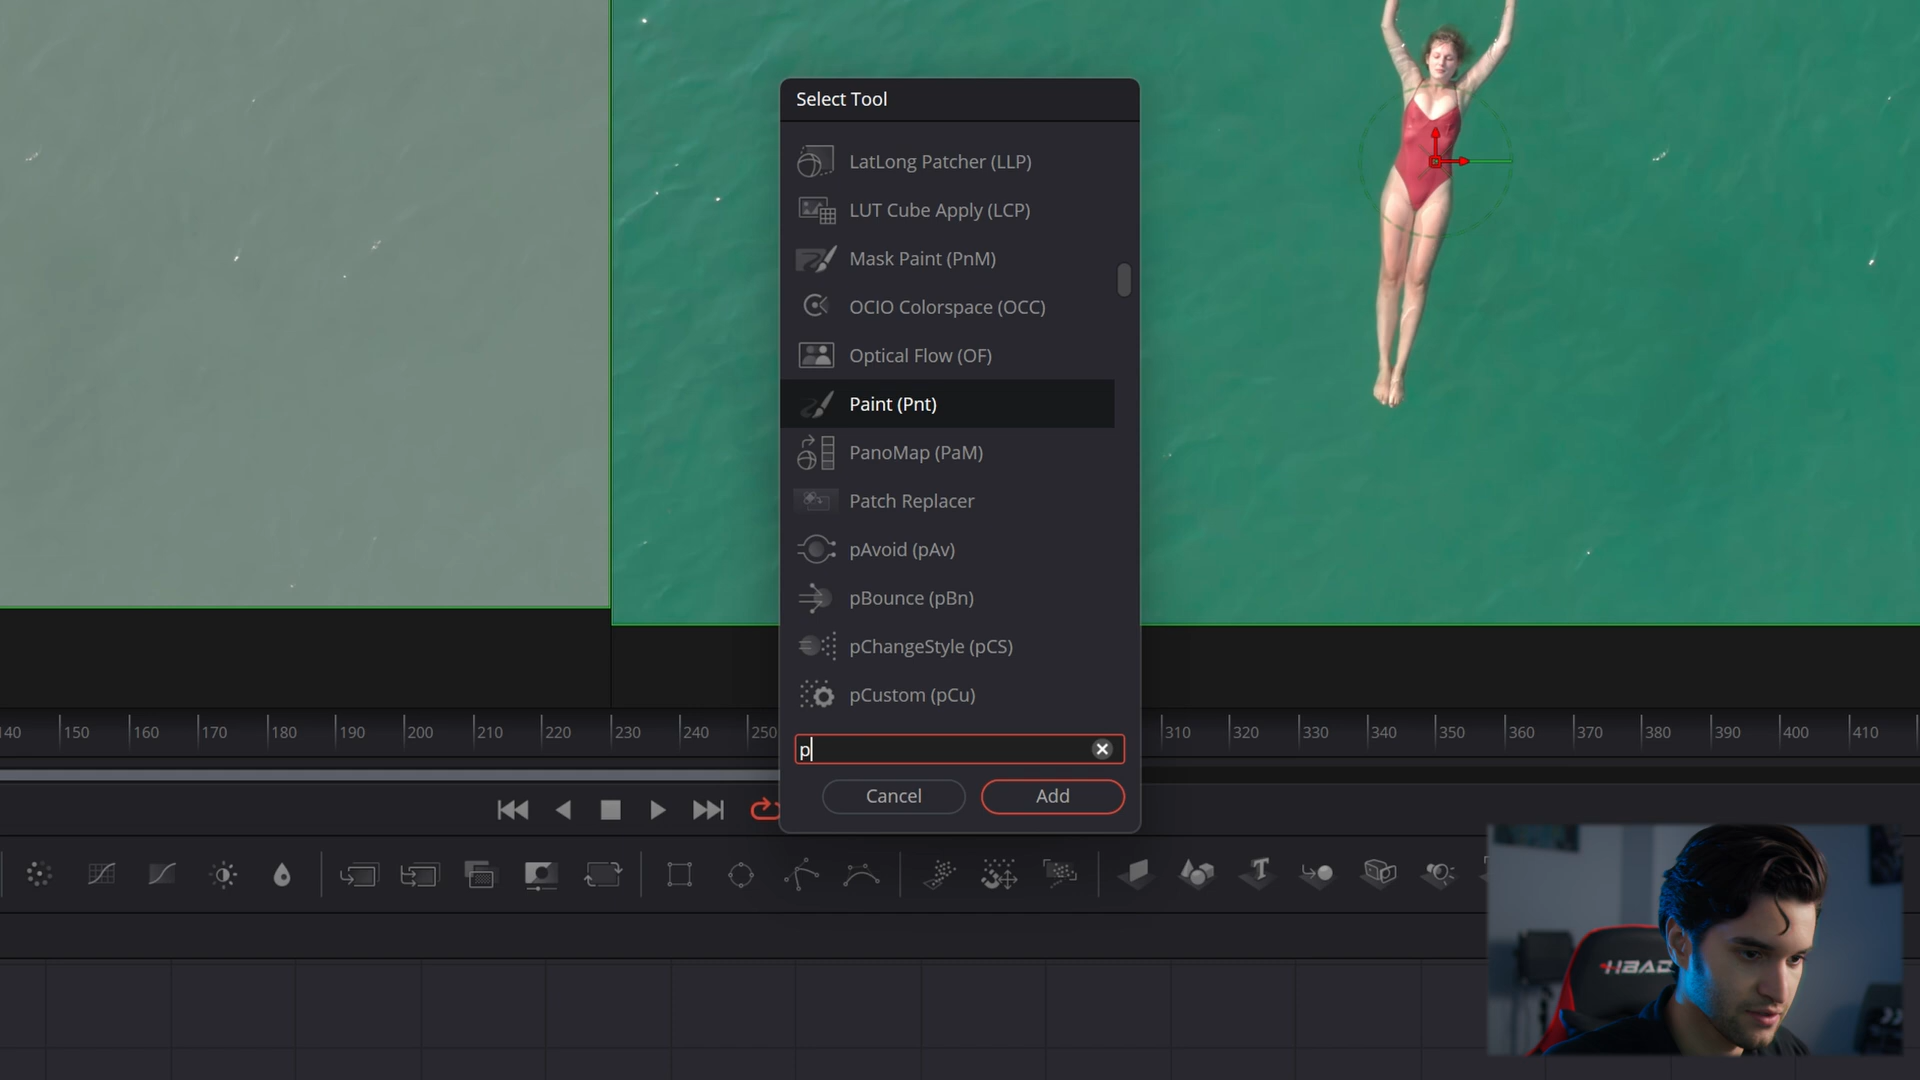 Select Tool
LatLong Patcher (LLP)
LUT Cube Apply (LCP)
Mask Paint (PnM)
OCIO Colorspace (OCC)
Optical Flow (OF)
Paint (Pnt)
PanoMap (PaM)
Patch Replacer
pAvoid (pAv)
pBounce (pBn)
pChangeStyle (pCS)
pCustom (pCu)
40 150 160 170 180 190 200 210 220 230 240 250 310 320 330 340 350 360 370 380 390 400 410
p
Cancel Add
T
HBAD